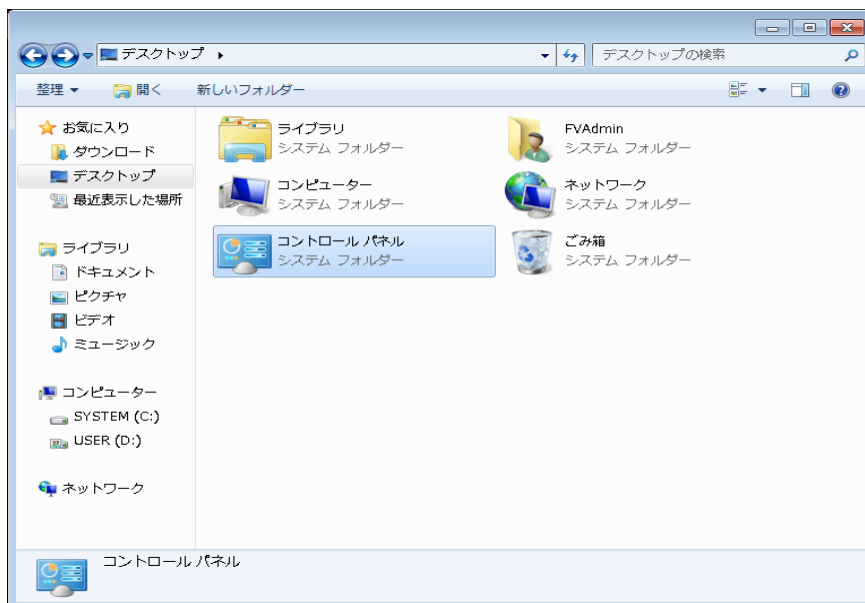 デスクトップ
デスクトップの検索
整理 開く 新しいフォルダー
お気に入り
ダウンロード
デスクトップ
最近表示した場所
ライブラリ
ドキュメント
ピクチャ
ビデオ
ミュージック
コンピューター
SYSTEM (C:)
USER (D:)
ネットワーク
ライブラリ
システム フォルダー
FVAdmin
システム フォルダー
コンピューター
システム フォルダー
ネットワーク
システム フォルダー
コントロール パネル
システム フォルダー
ごみ箱
システム フォルダー
コントロール パネル